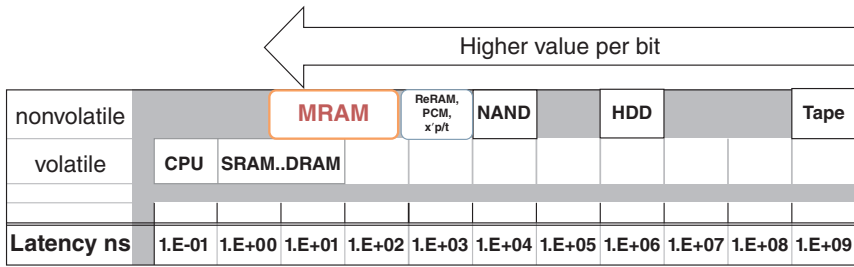 Higher value per bit
nonvolatile MRAM ReRAM, NAND HDD Tape
PCM,
x'p/t
volatile CPU SRAM..DRAM
Latency ns 1.E-01 1.E+00 1.E+01 1.E+02 1.E+03 1.E+04 1.E+05 1.E+06 1.E+07 1.E+08 1.E+09